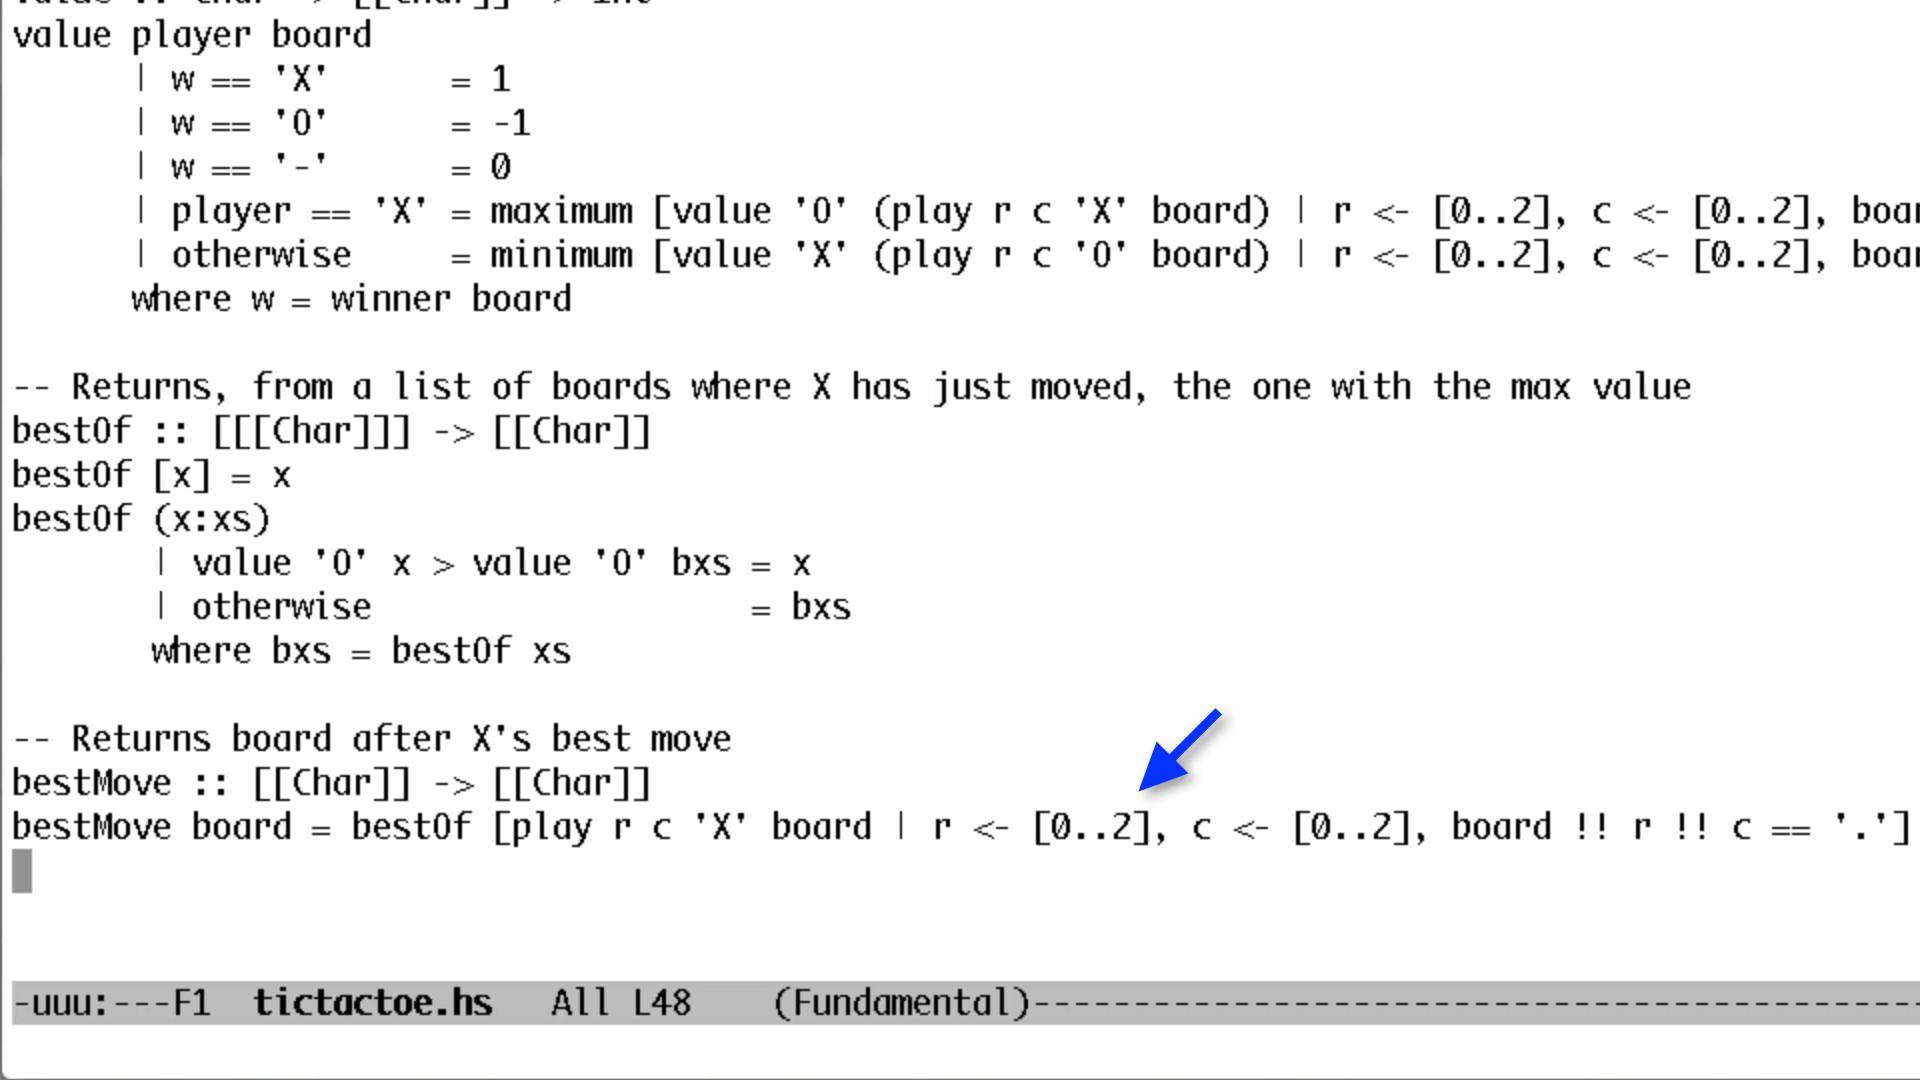 value :: Char -> [[Char]] -> Int
value player board
      | w == 'X'      = 1
      | w == 'O'      = -1
      | w == '-'      = 0
      | player == 'X' = maximum [value 'O' (play r c 'X' board) | r <- [0..2], c <- [0..2], boar
      | otherwise     = minimum [value 'X' (play r c 'O' board) | r <- [0..2], c <- [0..2], boar
      where w = winner board
-- Returns, from a list of boards where X has just moved, the one with the max value
bestOf :: [[[Char]]] -> [[Char]]
bestOf [x] = x
bestOf (x:xs)
       | value 'O' x > value 'O' bxs = x
       | otherwise                   = bxs
       where bxs = bestOf xs
-- Returns board after X's best move
bestMove :: [[Char]] -> [[Char]]
bestMove board = bestOf [play r c 'X' board | r <- [0..2], c <- [0..2], board !! r !! c == '.']
-uuu:---F1  tictactoe.hs   All L48    (Fundamental)---------------------------------------------